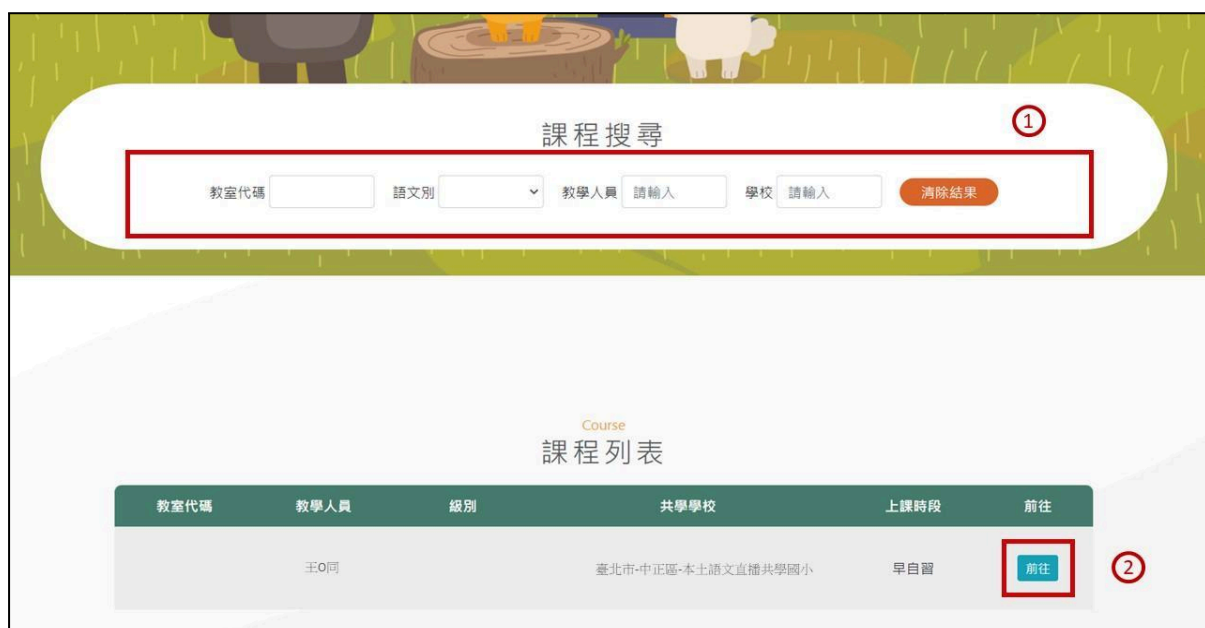 課程搜尋
①
教室代碼 語文別 教學人員 請輸入 學校 請輸入 清除結果
Course
課程列表
教室代碼 教學人員 級別 共學學校 上課時段 前往
王O同 臺北市-中正區-本土語文直播共學國小 早自習 前往 ②